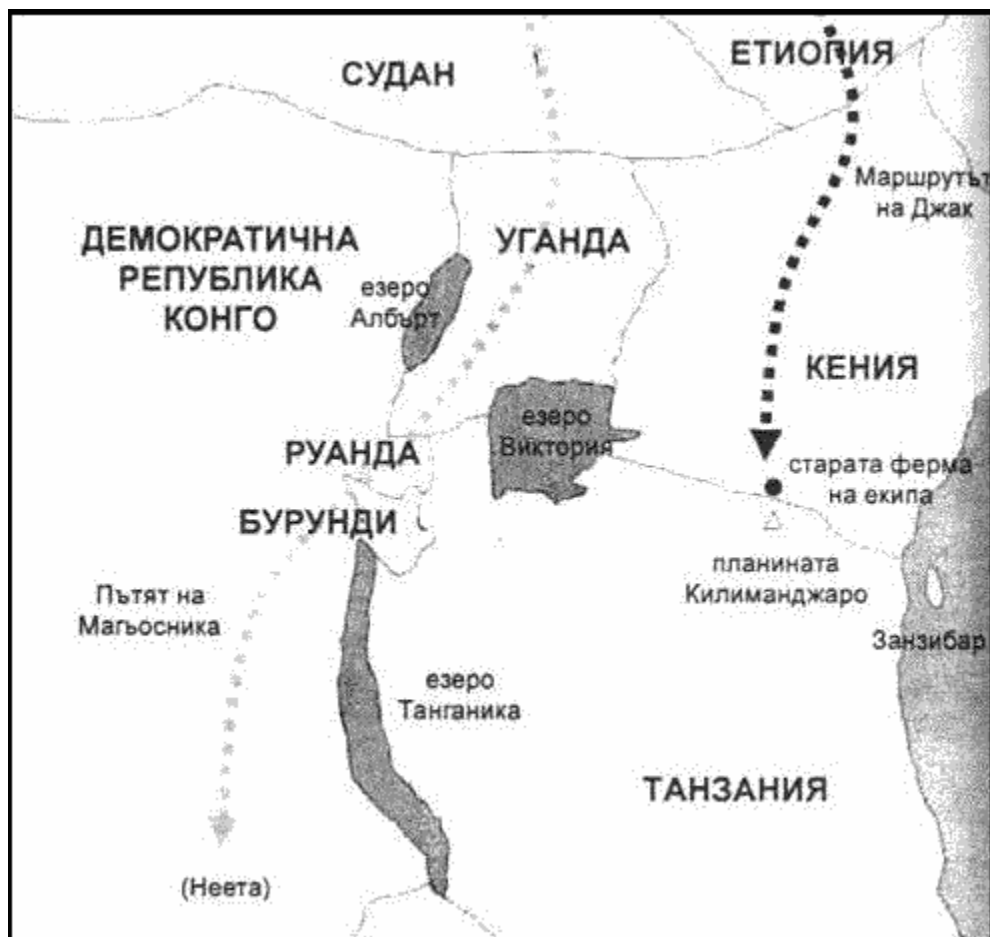 СУДАН
ЕТИОПИЯ
Маршрутът
на Джак
ДЕМОКРАТИЧНА
РЕПУБЛИКА
КОНГО
УГАНДА
езеро
Албърт
КЕНИЯ
езеро
Виктория
РУАНДА
старата ферма
на екипа
БУРУНДИ
планината
Килиманджаро
Пътят на
Магьосника
Занзибар
езеро
Танганика
ТАНЗАНИЯ
(Неета)